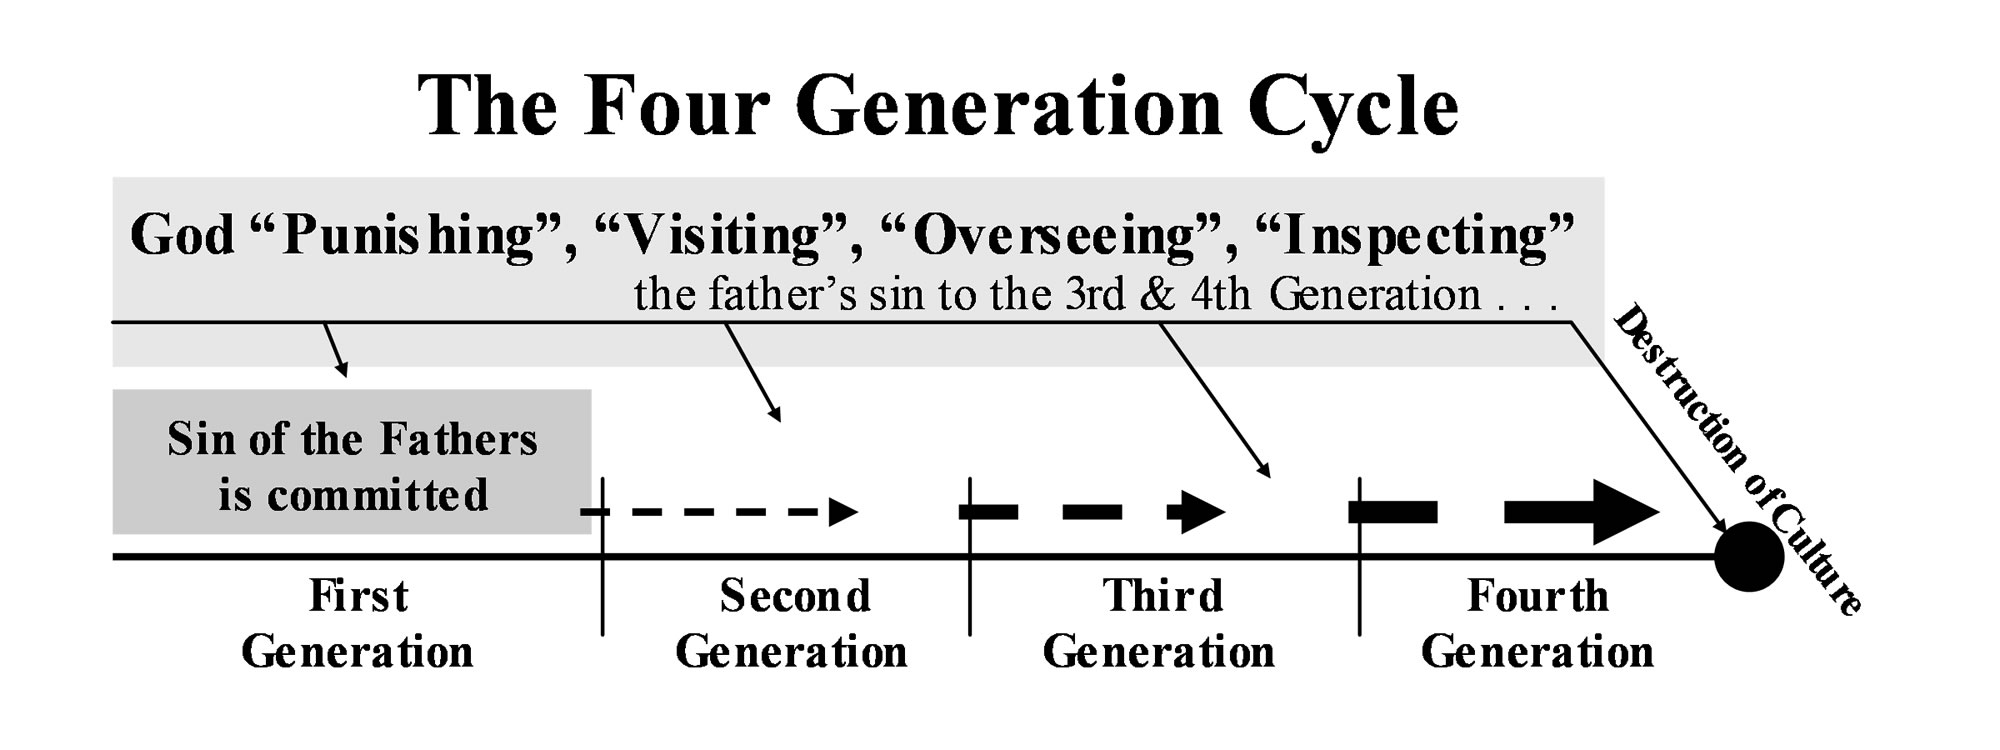 The Four Generation Cycle
God “Punishing”, “Visiting”, “Overseeing”, “Inspecting”
the father’s sin to the 3rd & 4th Generation . . .
Destruction of Culture
Sin of the Fathers
is committed
First
Generation
Second
Generation
Third
Generation
Fourth
Generation